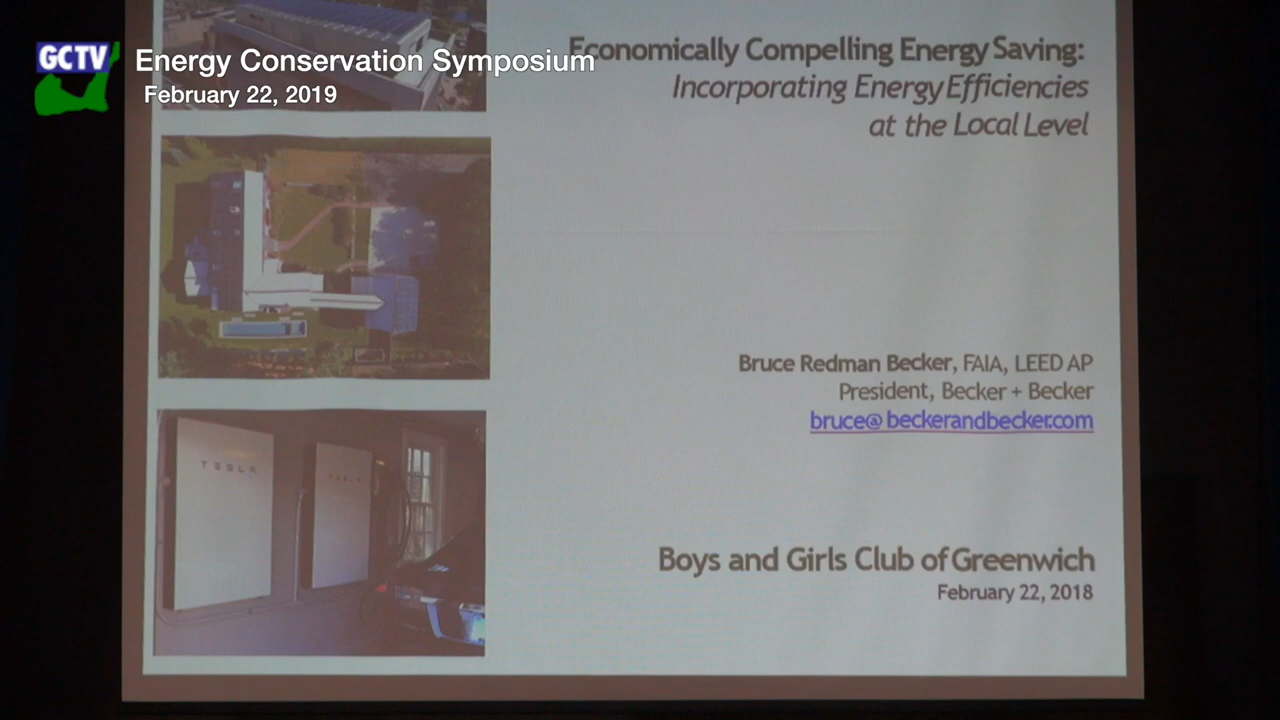 GCTV
Energy Conservation Symposium
February 22, 2019
Economically Compelling Energy Saving:
Incorporating Energy Efficiencies
at the Local Level
Bruce Redman Becker, FAIA, LEED AP
President, Becker + Becker
bruce@beckerandbecker.com
TESLA
TESLA
Boys and Girls Club of Greenwich
February 22, 2018